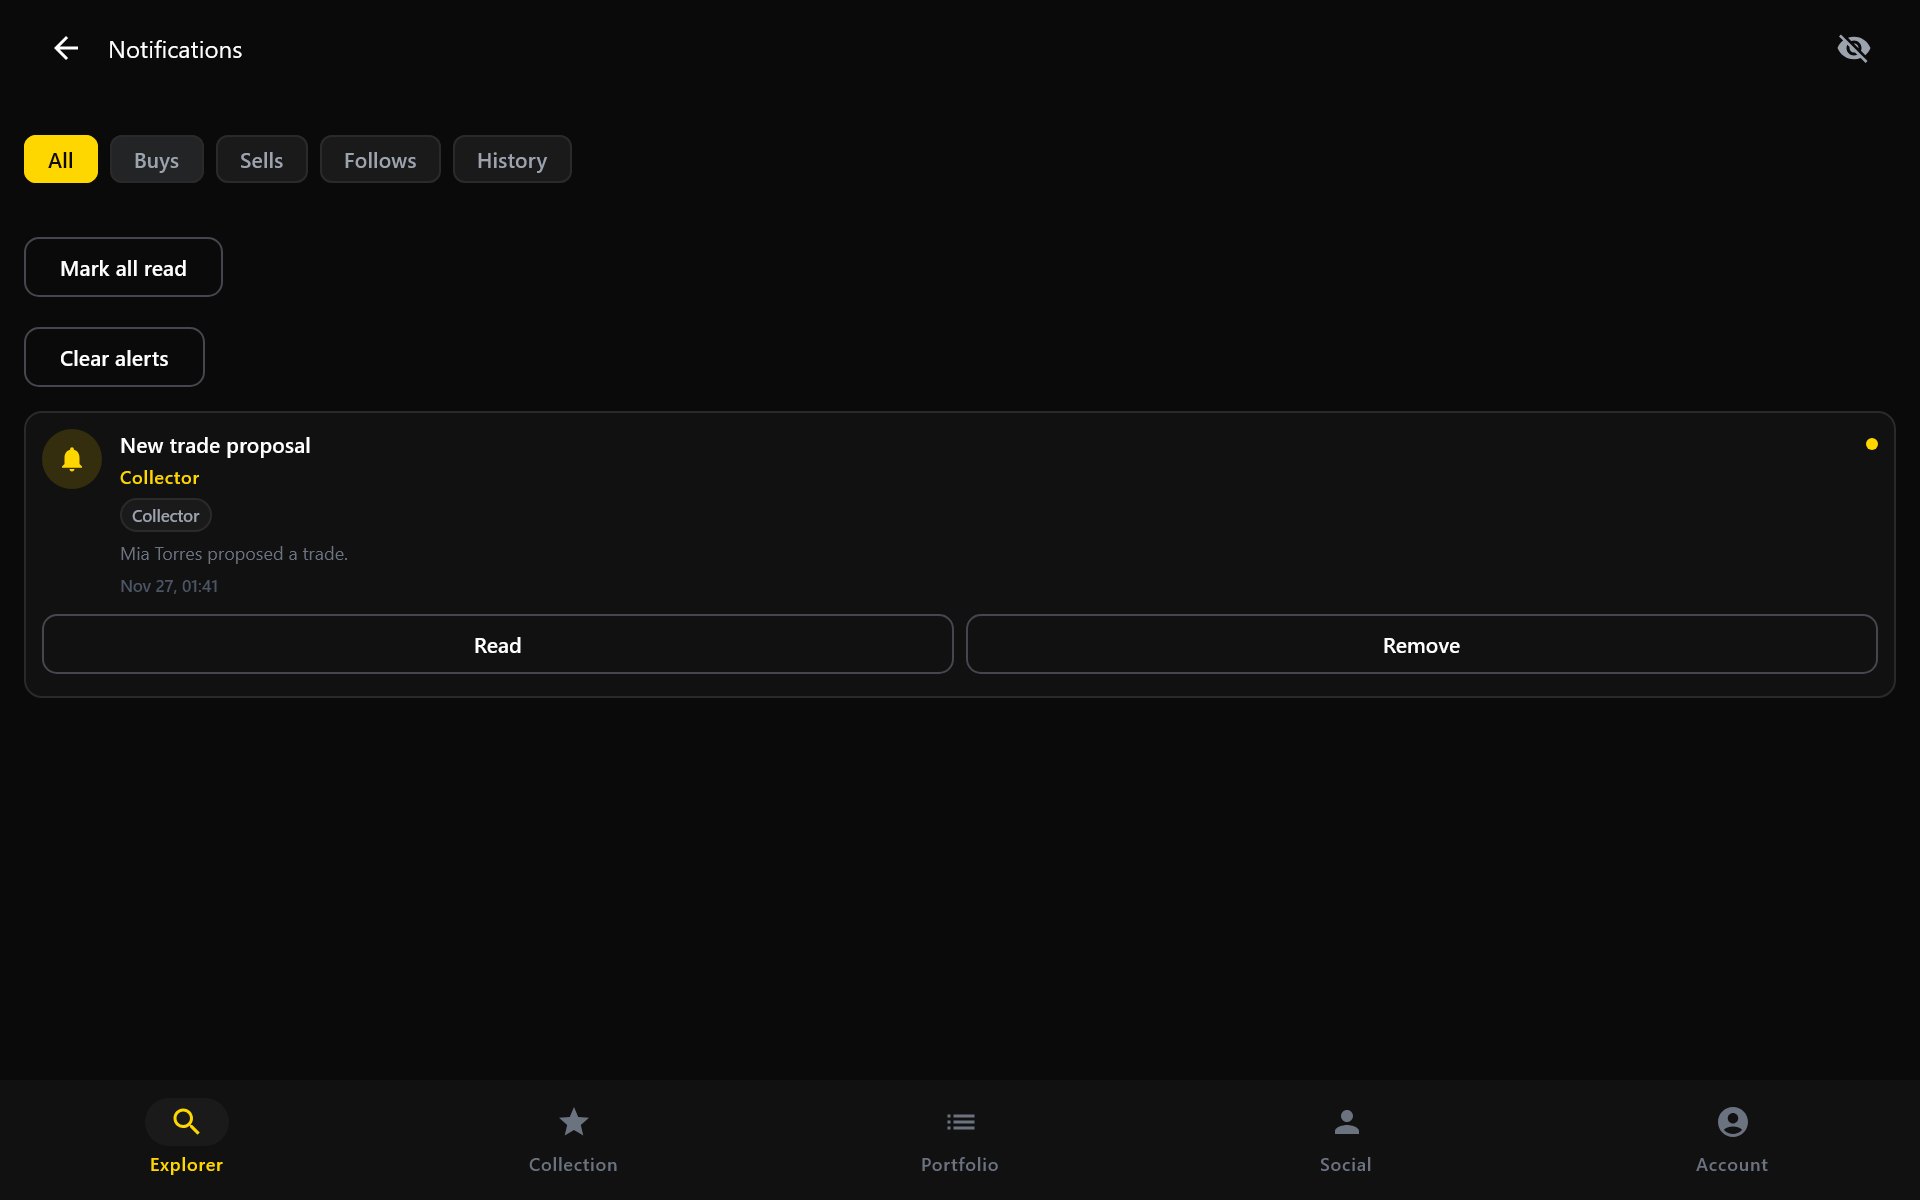 Notifications
All Buys Sells Follows History
Mark all read
Clear alerts
New trade proposal
Collector
Collector
Mia Torres proposed a trade.
Nov 27, 01:41
Read Remove
Explorer Collection Portfolio Social Account